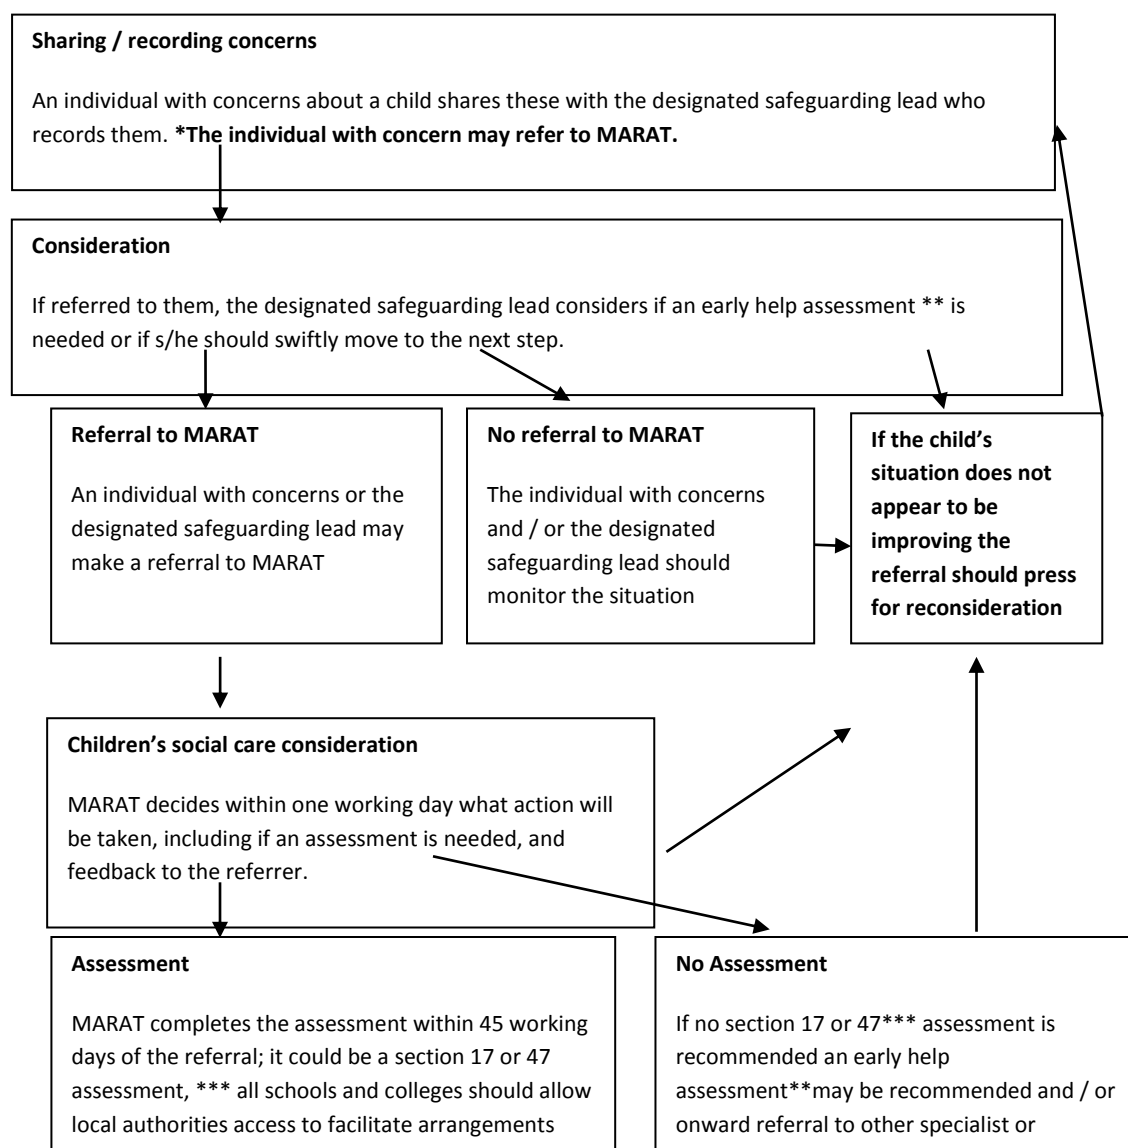 Sharing / recording concerns
An individual with concerns about a child shares these with the designated safeguarding lead who
records them. *The individual with concern may refer to MARAT.
Consideration
If referred to them, the designated safeguarding lead considers if an early help assessment ** is
needed or if s/he should swiftly move to the next step.
Referral to MARAT
An individual with concerns or the
designated safeguarding lead may
make a referral to MARAT
No referral to MARAT
The individual with concerns
and / or the designated
safeguarding lead should
monitor the situation
If the child’s
situation does not
appear to be
improving the
referral should press
for reconsideration
Children’s social care consideration
MARAT decides within one working day what action will
be taken, including if an assessment is needed, and
feedback to the referrer.
Assessment
MARAT completes the assessment within 45 working
days of the referral; it could be a section 17 or 47
assessment, *** all schools and colleges should allow
local authorities access to facilitate arrangements
No Assessment
If no section 17 or 47*** assessment is
recommended an early help
assessment**may be recommended and / or
onward referral to other specialist or